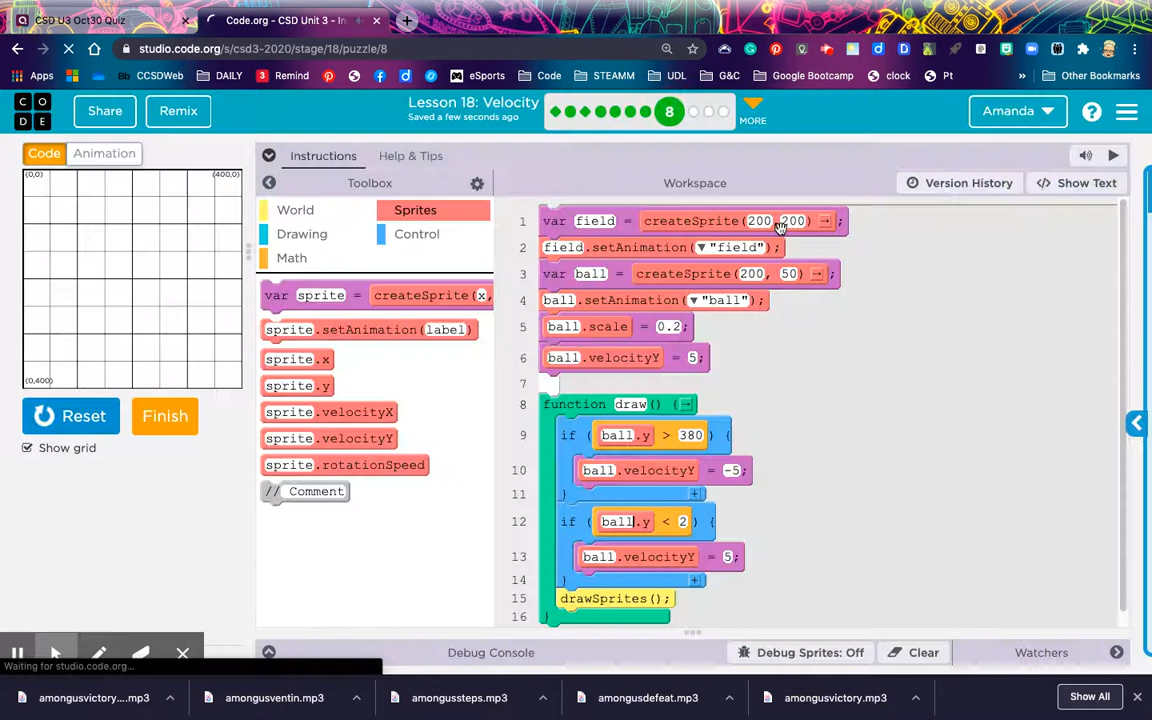 CSD U3 Oct30 Quiz
Code.org - CSD Unit 3 - In
studio.code.org/s/csd3-2020/stage/18/puzzle/8
Apps
CCSDWeb
DAILY
Remind
eSports
Code
STEAMM
UDL
G&C
Google Bootcamp
clock
Pt
Other Bookmarks
C O
D E
Share
Remix
Lesson 18: Velocity
Saved a few seconds ago
8
MORE
Amanda
Code
Animation
Instructions
Help & Tips
Toolbox
Workspace
Version History
Show Text
(0,0)
(400,0)
(0,400)
Reset
Finish
Show grid
World
Sprites
Drawing
Control
Math
var sprite = createSprite(x,
sprite.setAnimation(label)
sprite.x
sprite.y
sprite.velocityX
sprite.velocityY
sprite.rotationSpeed
// Comment
1 var field = createSprite(200, 200);
2 field.setAnimation("field");
3 var ball = createSprite(200, 50);
4 ball.setAnimation("ball");
5 ball.scale = 0.2;
6 ball.velocityY = 5;
7
8 function draw() {
9 if (ball.y > 380) {
10 ball.velocityY = -5;
11 }
12 if (ball.y < 2) {
13 ball.velocityY = 5;
14 }
15 drawSprites();
16 }
Debug Console
Debug Sprites: Off
Clear
Watchers
Waiting for studio.code.org...
amongusvictory....mp3
amongusventin.mp3
amongussteps.mp3
amongusdefeat.mp3
amongusvictory.mp3
Show All